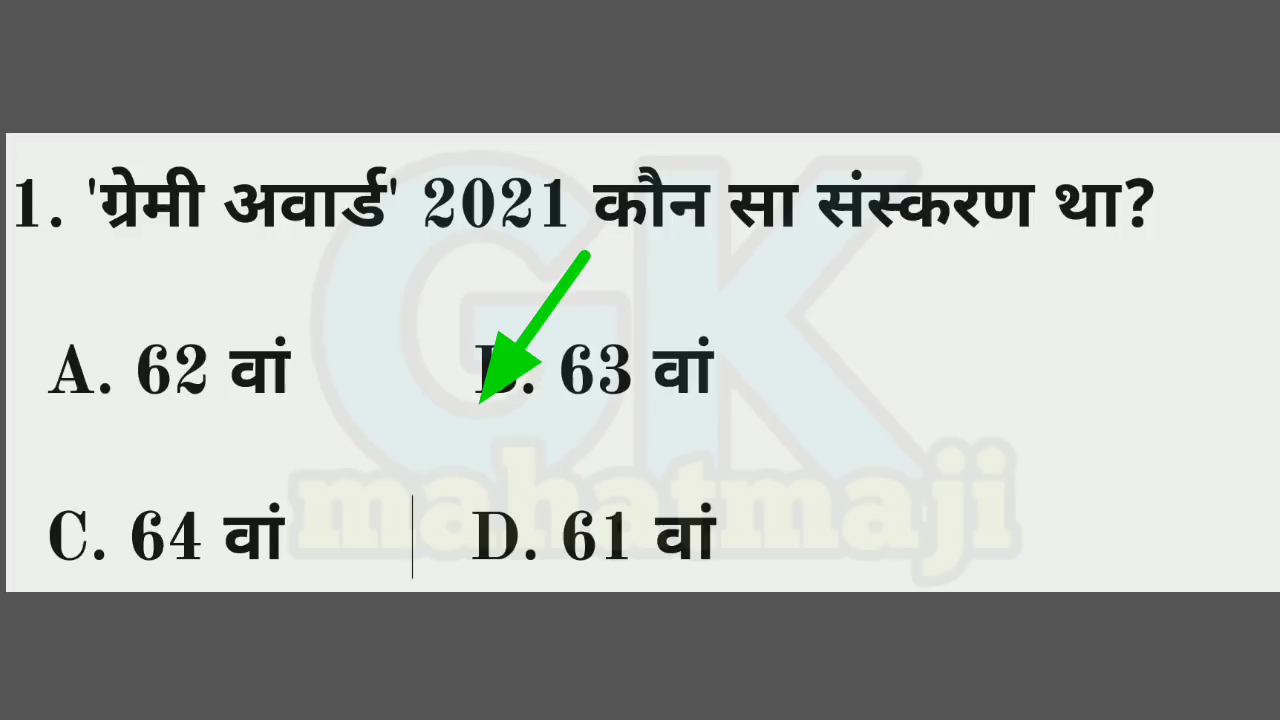 1. 'ग्रेमी अवार्ड' 2021 कौन सा संस्करण था?
A. 62 वां B. 63 वां
C. 64 वां D. 61 वां
GK
mahatmaji